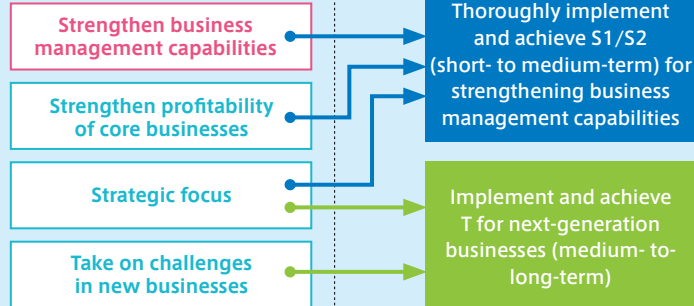 Strengthen business
management capabilities
Strengthen profitability
of core businesses
Strategic focus
Take on challenges
in new businesses
Thoroughly implement
and achieve S1/S2
(short- to medium-term) for
strengthening business
management capabilities
Implement and achieve
T for next-generation
businesses (medium- to-
long-term)